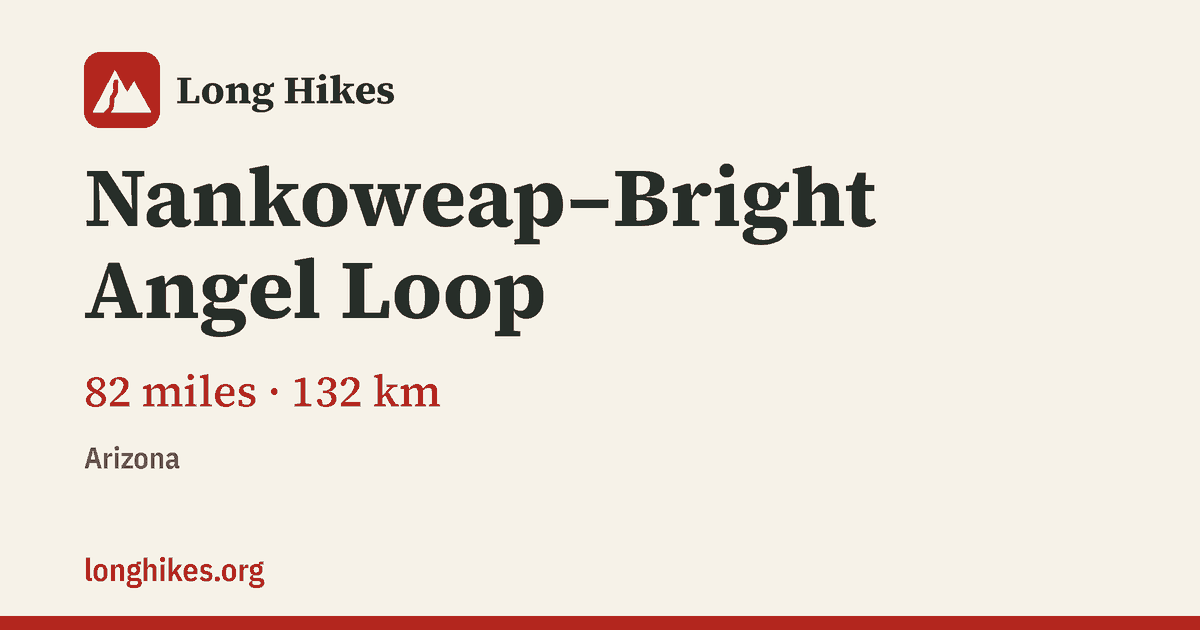 Long Hikes
Nankoweap–Bright
Angel Loop
82 miles · 132 km
Arizona
longhikes.org